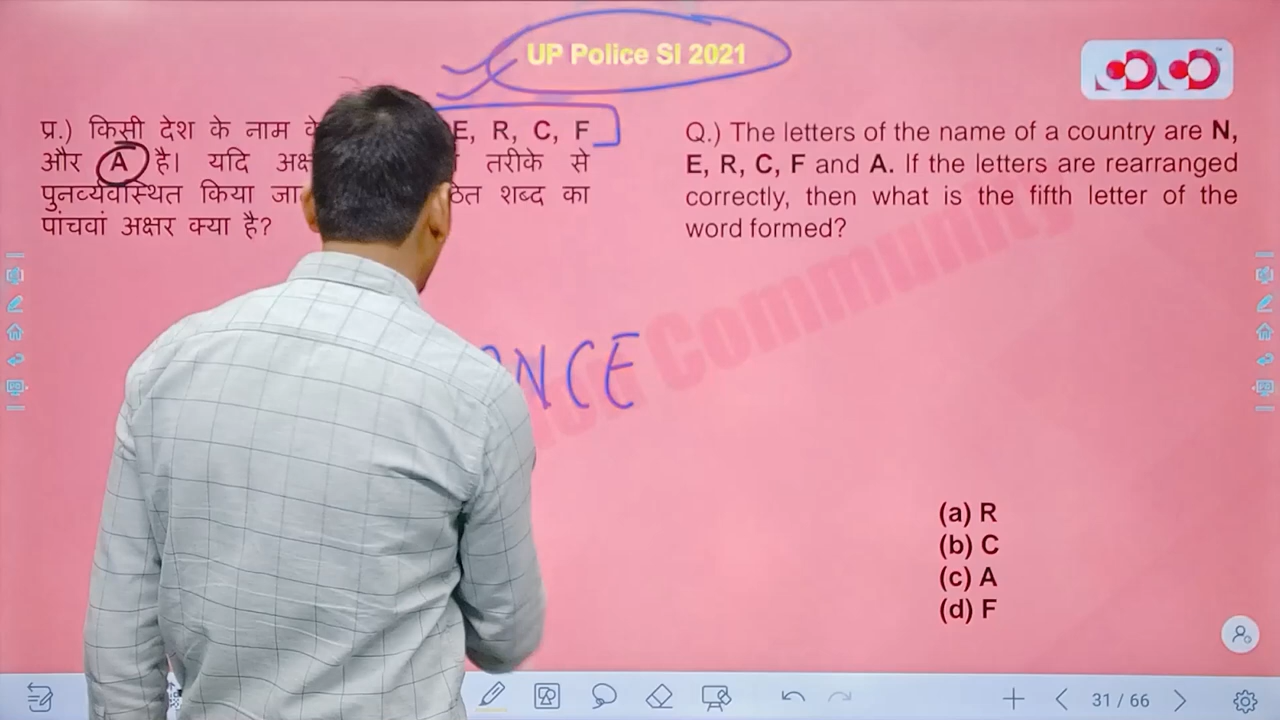 UP Police SI 2021
प्र.) किसी देश के नाम E, R, C, F
और A है। यदि तरीके से
पुनर्व्यवस्थित किया शब्द का
पांचवां अक्षर क्या है?
Q.) The letters of the name of a country are N,
E, R, C, F and A. If the letters are rearranged
correctly, then what is the fifth letter of the
word formed?
NCE
Community
(a) R
(b) C
(c) A
(d) F
31 / 66